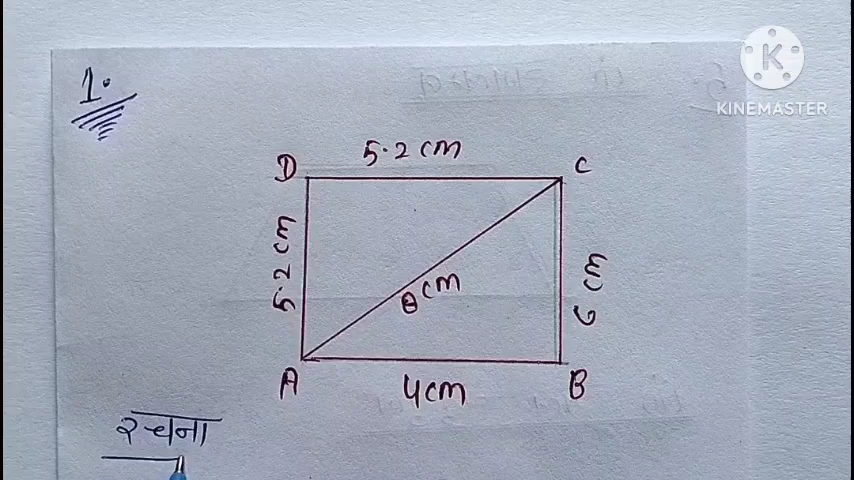 1.
K
KINEMASTER
5.2 cm
D
C
5.2 cm
8 cm
6 cm
A
4 cm
B
रचना